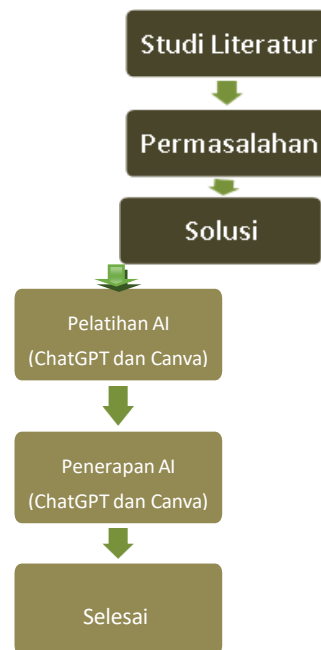 Studi Literatur
Permasalahan
Solusi
Pelatihan AI
(ChatGPT dan Canva)
Penerapan AI
(ChatGPT dan Canva)
Selesai